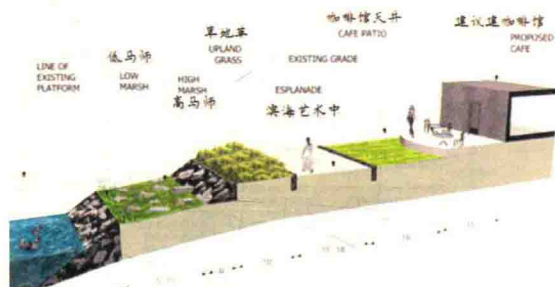 LINE OF
EXISTING
PLATFORM
低马师
LOW
MARSH
HIGH
MARSH
高马师
草地革
UPLAND
GRASS
EXISTING GRADE
ESPLANADE
滨海艺术中
咖啡馆天井
CAFE PATIO
建议建咖啡馆
PROPOSED
CAFE